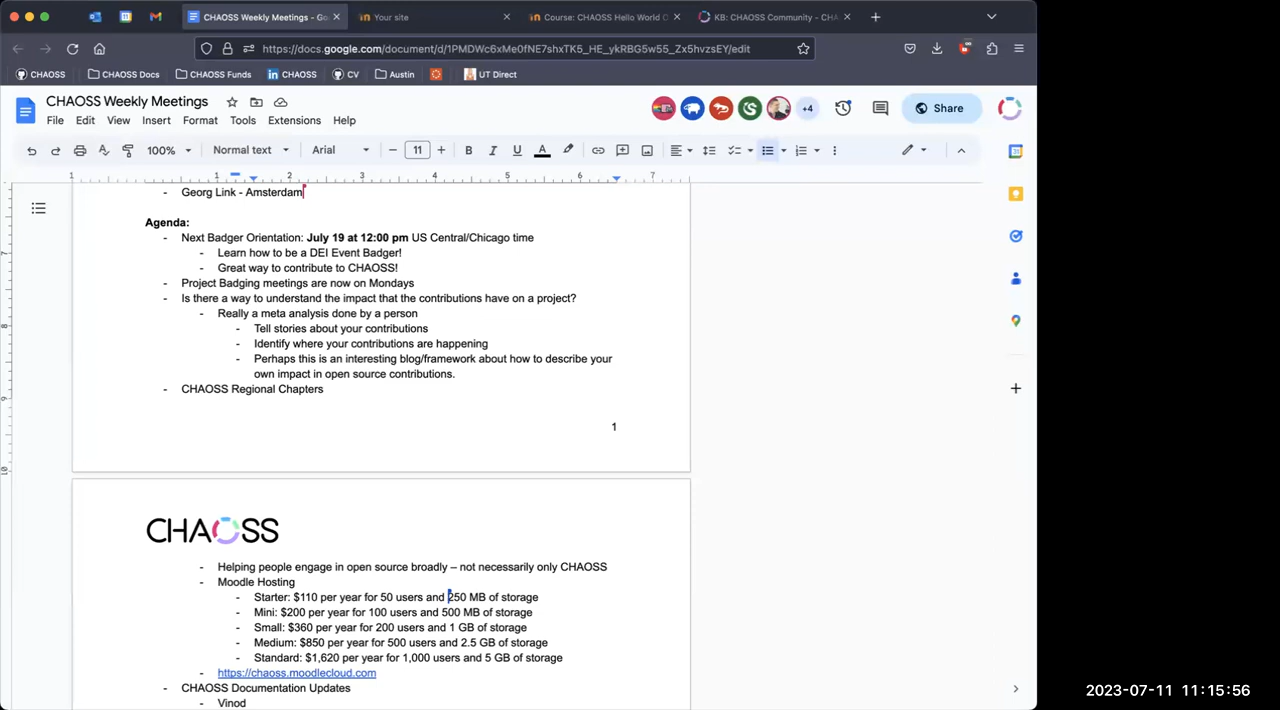 CHAOSS Weekly Meetings - Go
Your site
Course: CHAOSS Hello World C
KB: CHAOSS Community - CHA
https://docs.google.com/document/d/1PMDWc6xMe0fNE7shxTK5_HE_ykRBG5w55_Zx5hvzsEY/edit
CHAOSS
CHAOSS Docs
CHAOSS Funds
CHAOSS
CV
Austin
UT Direct
CHAOSS Weekly Meetings
+4
Share
File Edit View Insert Format Tools Extensions Help
100% Normal text Arial 11
1 1 2 3 4 5 6 7
- Georg Link - Amsterdam
Agenda:
- Next Badger Orientation: July 19 at 12:00 pm US Central/Chicago time
- Learn how to be a DEI Event Badger!
- Great way to contribute to CHAOSS!
- Project Badging meetings are now on Mondays
- Is there a way to understand the impact that the contributions have on a project?
- Really a meta analysis done by a person
- Tell stories about your contributions
- Identify where your contributions are happening
- Perhaps this is an interesting blog/framework about how to describe your
own impact in open source contributions.
- CHAOSS Regional Chapters
1
CHAOSS
- Helping people engage in open source broadly – not necessarily only CHAOSS
- Moodle Hosting
- Starter: $110 per year for 50 users and 250 MB of storage
- Mini: $200 per year for 100 users and 500 MB of storage
- Small: $360 per year for 200 users and 1 GB of storage
- Medium: $850 per year for 500 users and 2.5 GB of storage
- Standard: $1,620 per year for 1,000 users and 5 GB of storage
- https://chaoss.moodlecloud.com
- CHAOSS Documentation Updates
- Vinod
2023-07-11 11:15:56